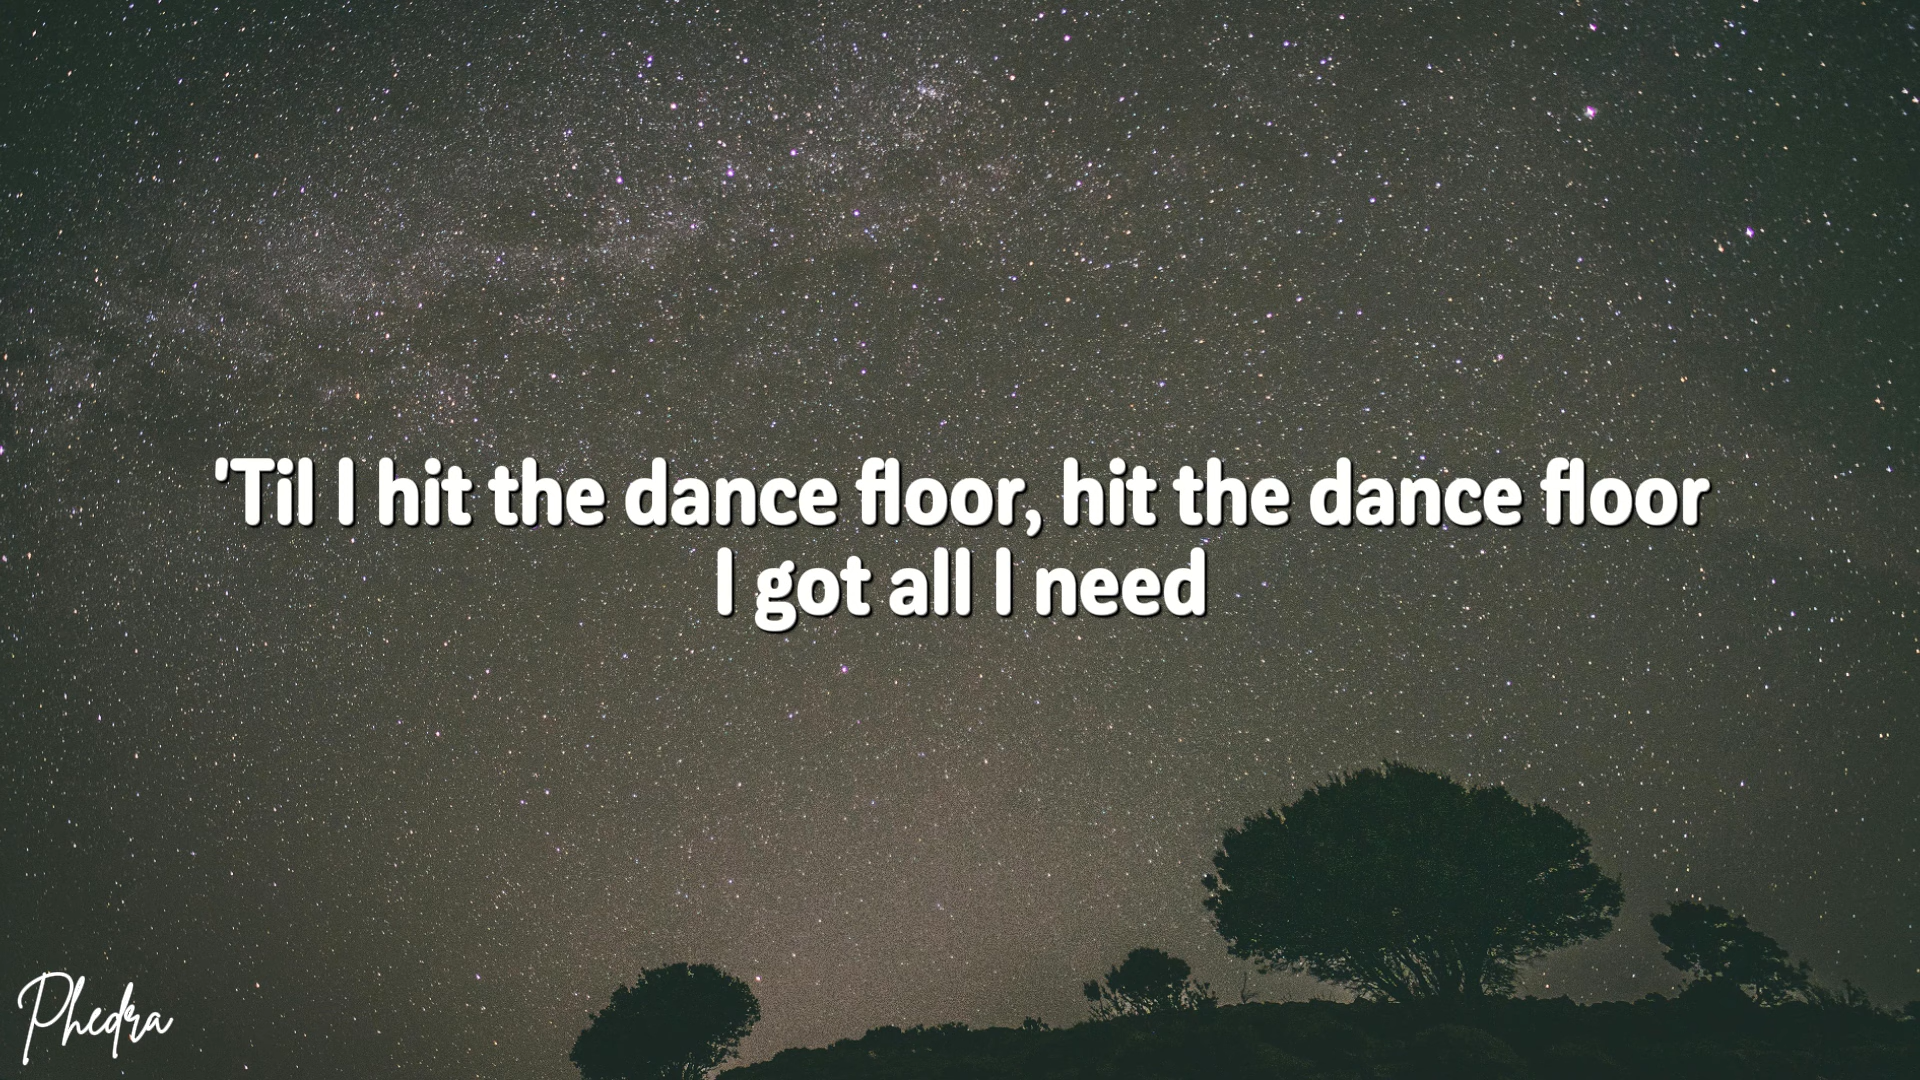 'Til I hit the dance floor, hit the dance floor
I got all I need
Phedra